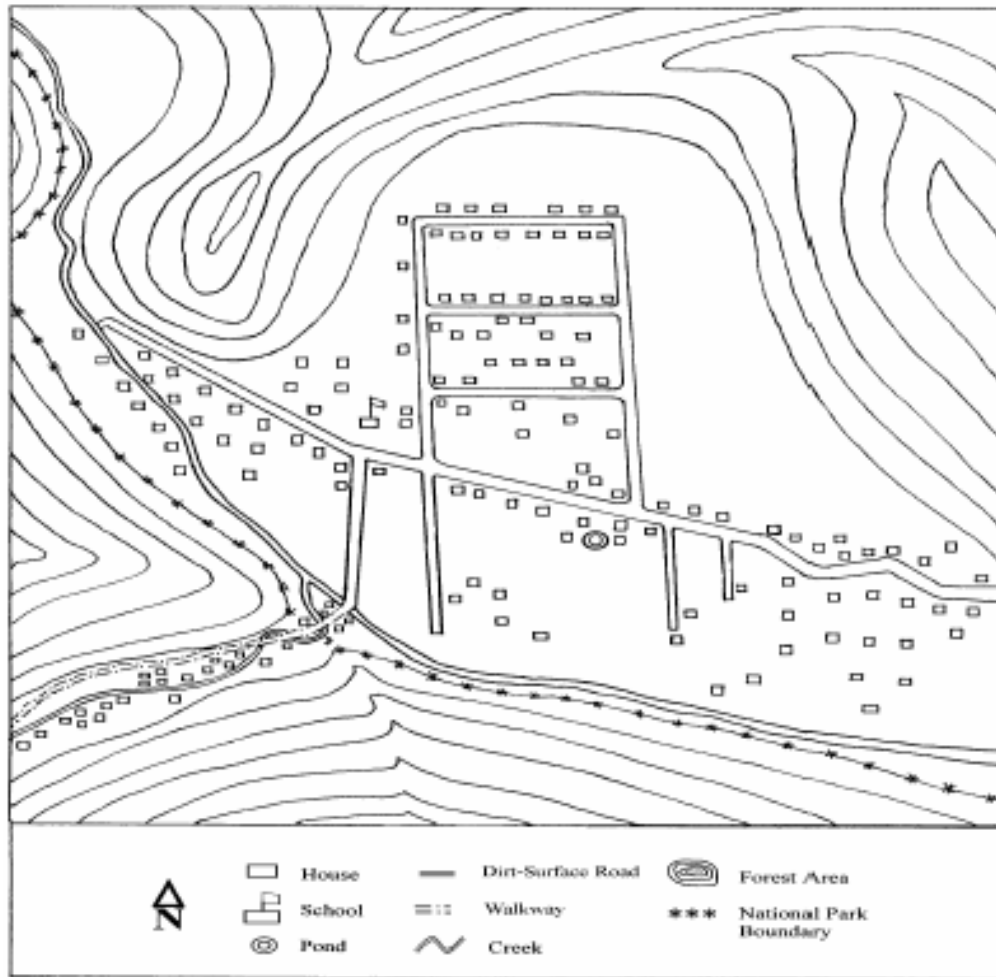 N
House
School
Pond
Dirt-Surface Road
Walkway
Creek
Forest Area
National Park
Boundary